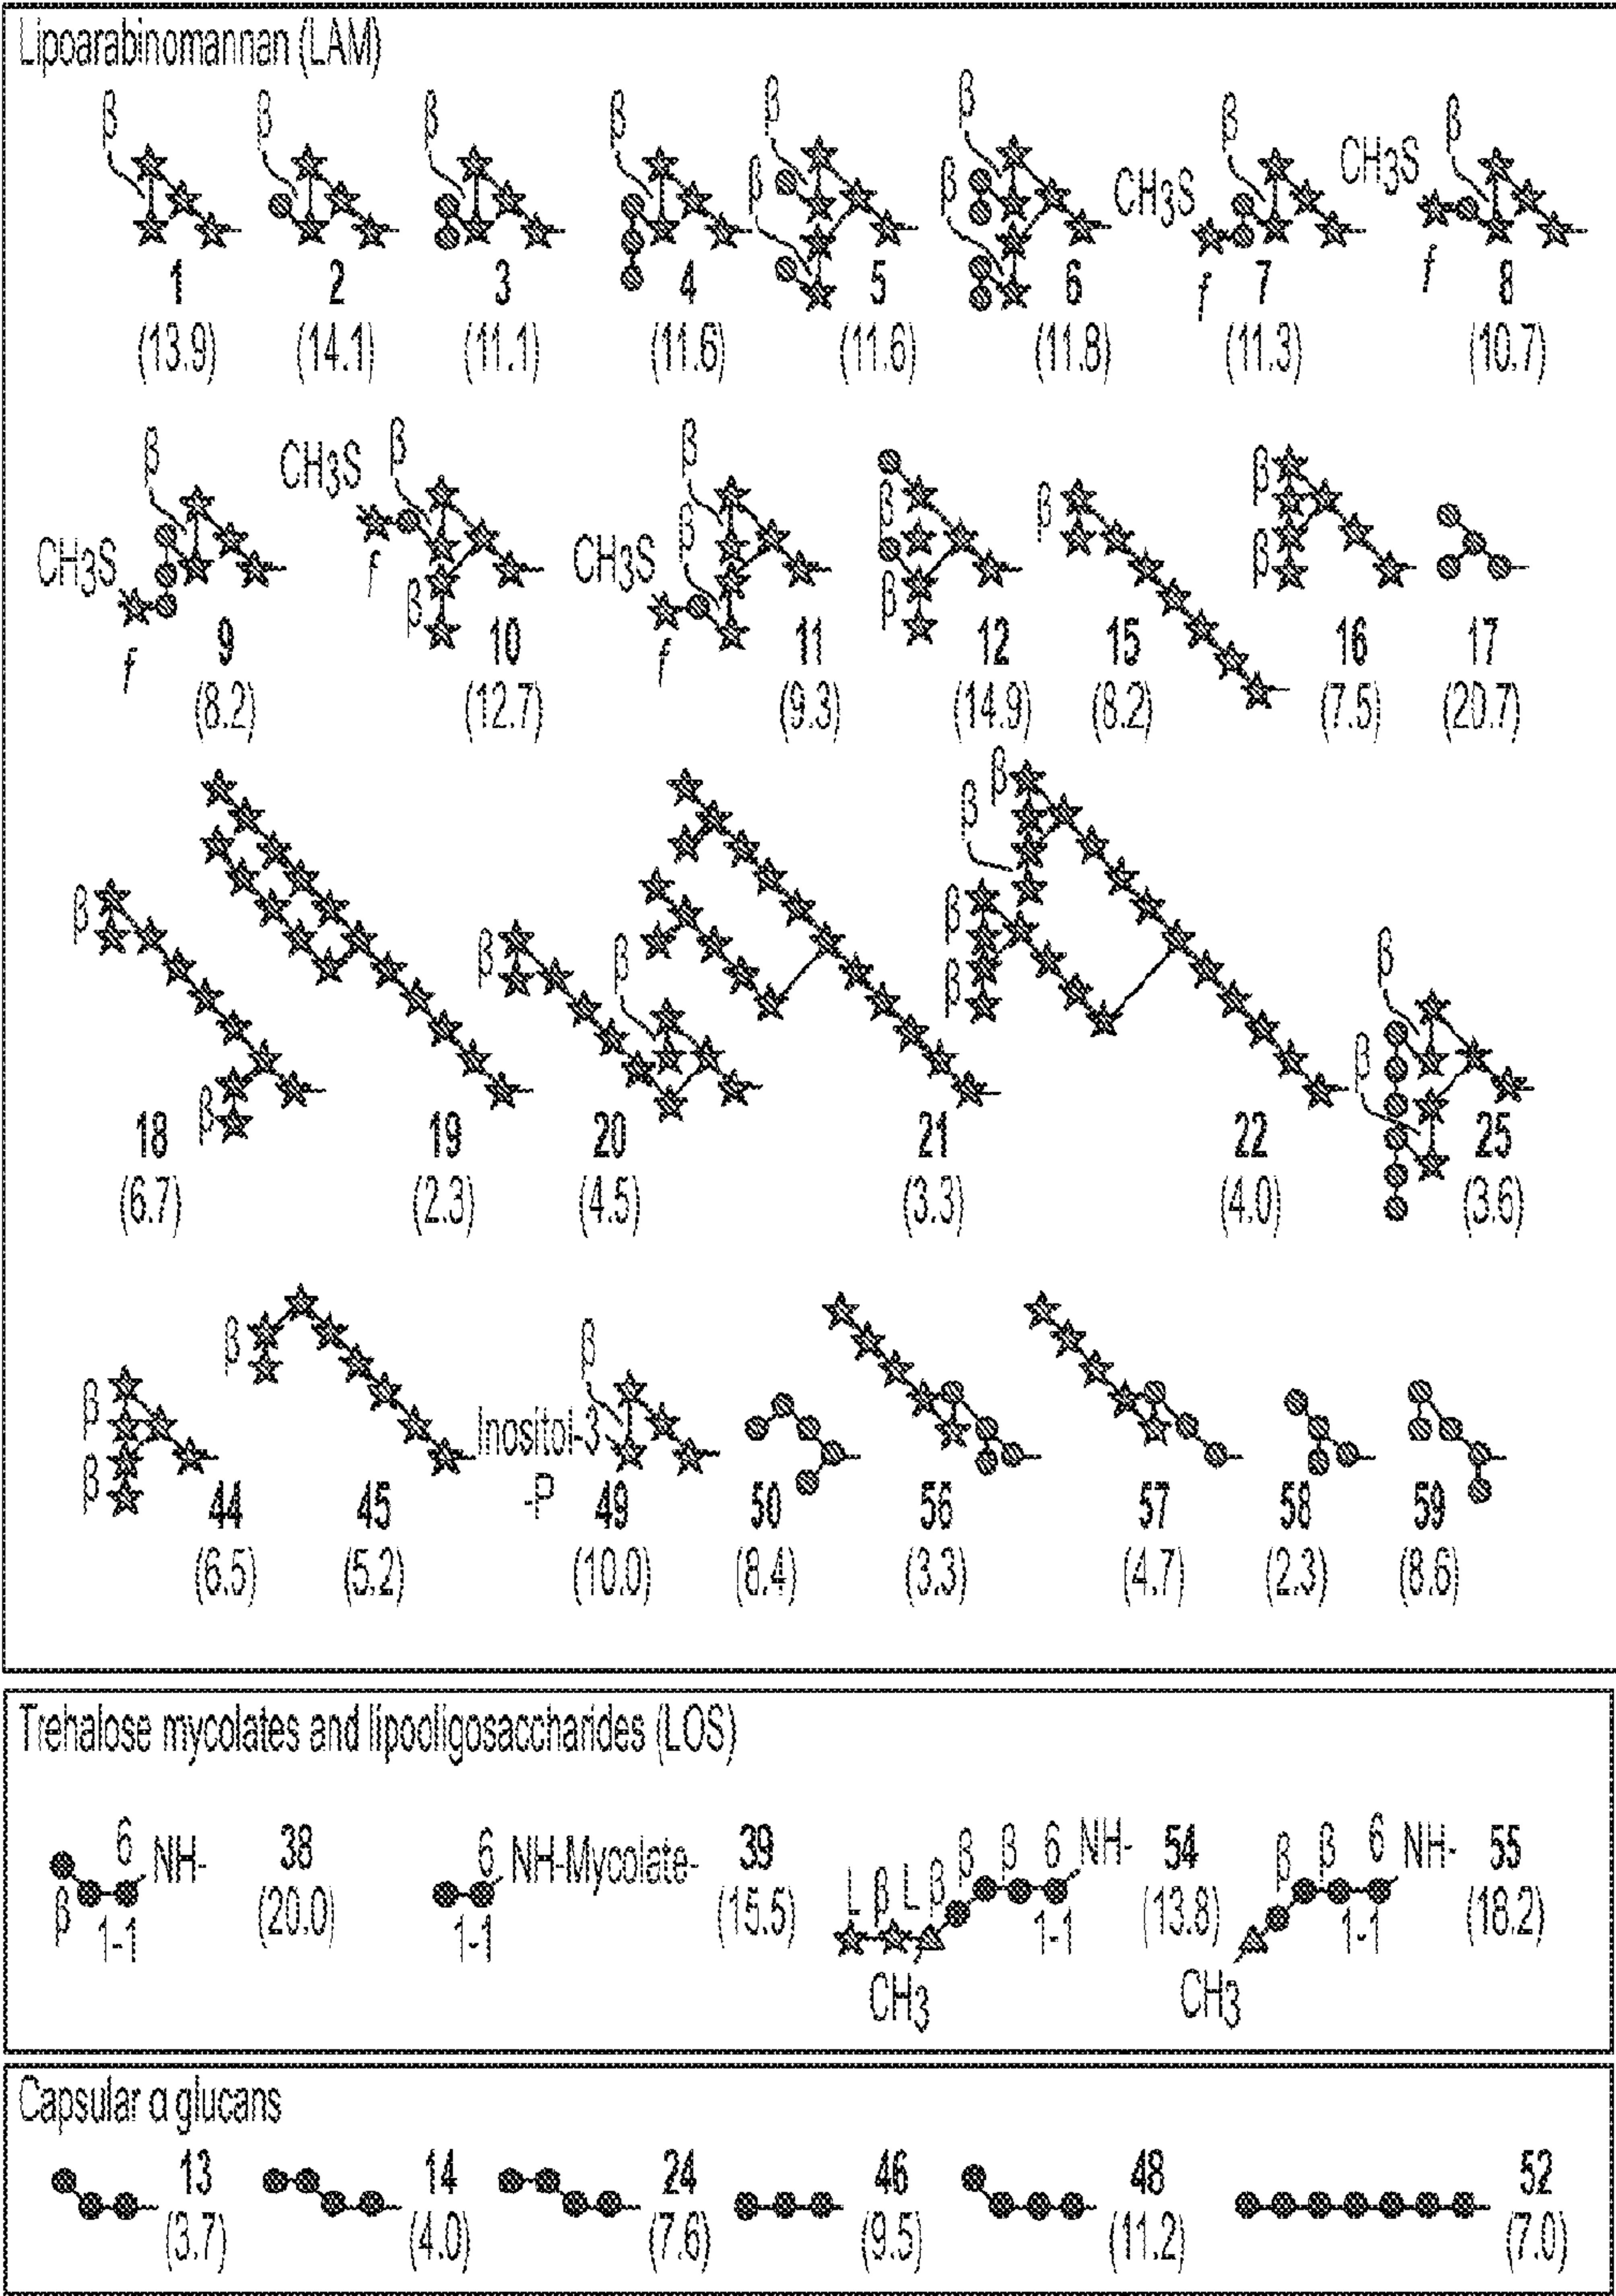 Lipoarabinomannan (LAM)
β β β β β β β β
β β CH3S CH3S
f f
1 2 3 4 5 6 7 8
(13.9) (14.1) (11.1) (11.6) (11.6) (11.8) (11.3) (10.7)
β CH3S β β β β β
CH3S f CH3S β β β β
f β f
9 10 11 12 15 16 17
(8.2) (12.7) (9.3) (14.9) (8.2) (7.5) (20.7)
β β
β β β β β β
β β β
18 19 20 21 22 25
(6.7) (2.3) (4.5) (3.3) (4.0) (3.6)
β β β
β β Inositol-3
-P
44 45 49 50 56 57 58 59
(6.5) (5.2) (10.0) (8.4) (3.3) (4.7) (2.3) (8.6)
Trehalose mycolates and lipooligosaccharides (LOS)
6 NH- 38 6 NH-Mycolate- 39 L β L β β β 6 NH- 54 β β 6 NH- 55
β 1-1 (20.0) 1-1 (15.5) 1-1 (13.8) 1-1 (18.2)
CH3 CH3
Capsular α glucans
13 14 24 46 48 52
(3.7) (4.0) (7.6) (9.5) (11.2) (7.0)